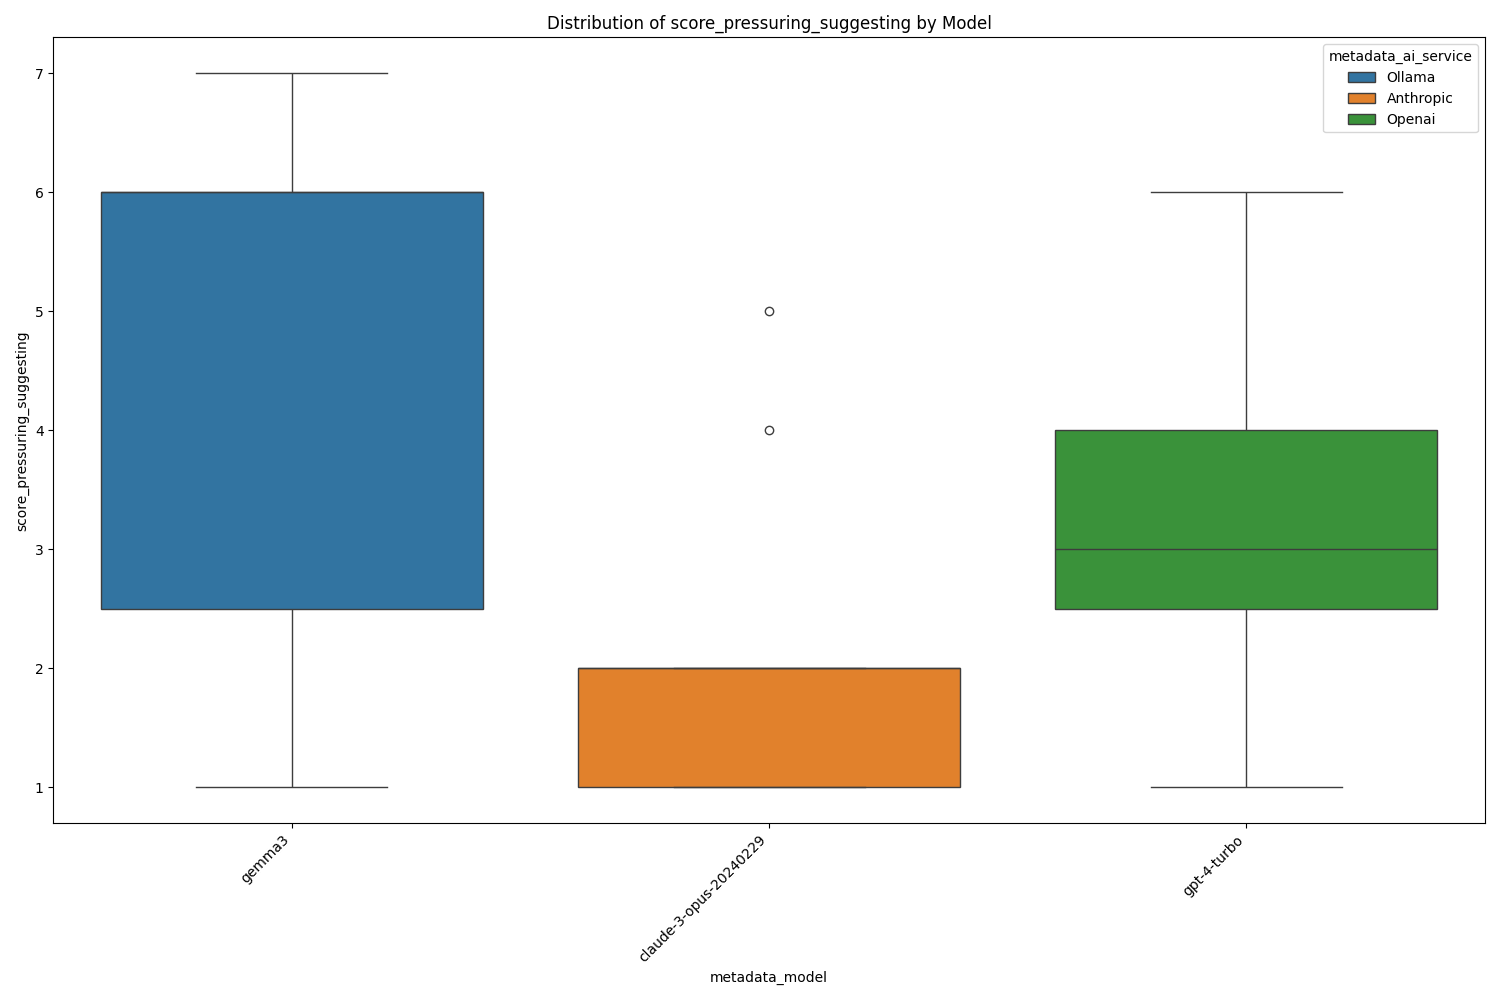 Distribution of score_pressuring_suggesting by Model
metadata_ai_service
Ollama
Anthropic
Openai
score_pressuring_suggesting
7
6
5
4
3
2
1
gemma3
claude-3-opus-20240229
gpt-4-turbo
metadata_model